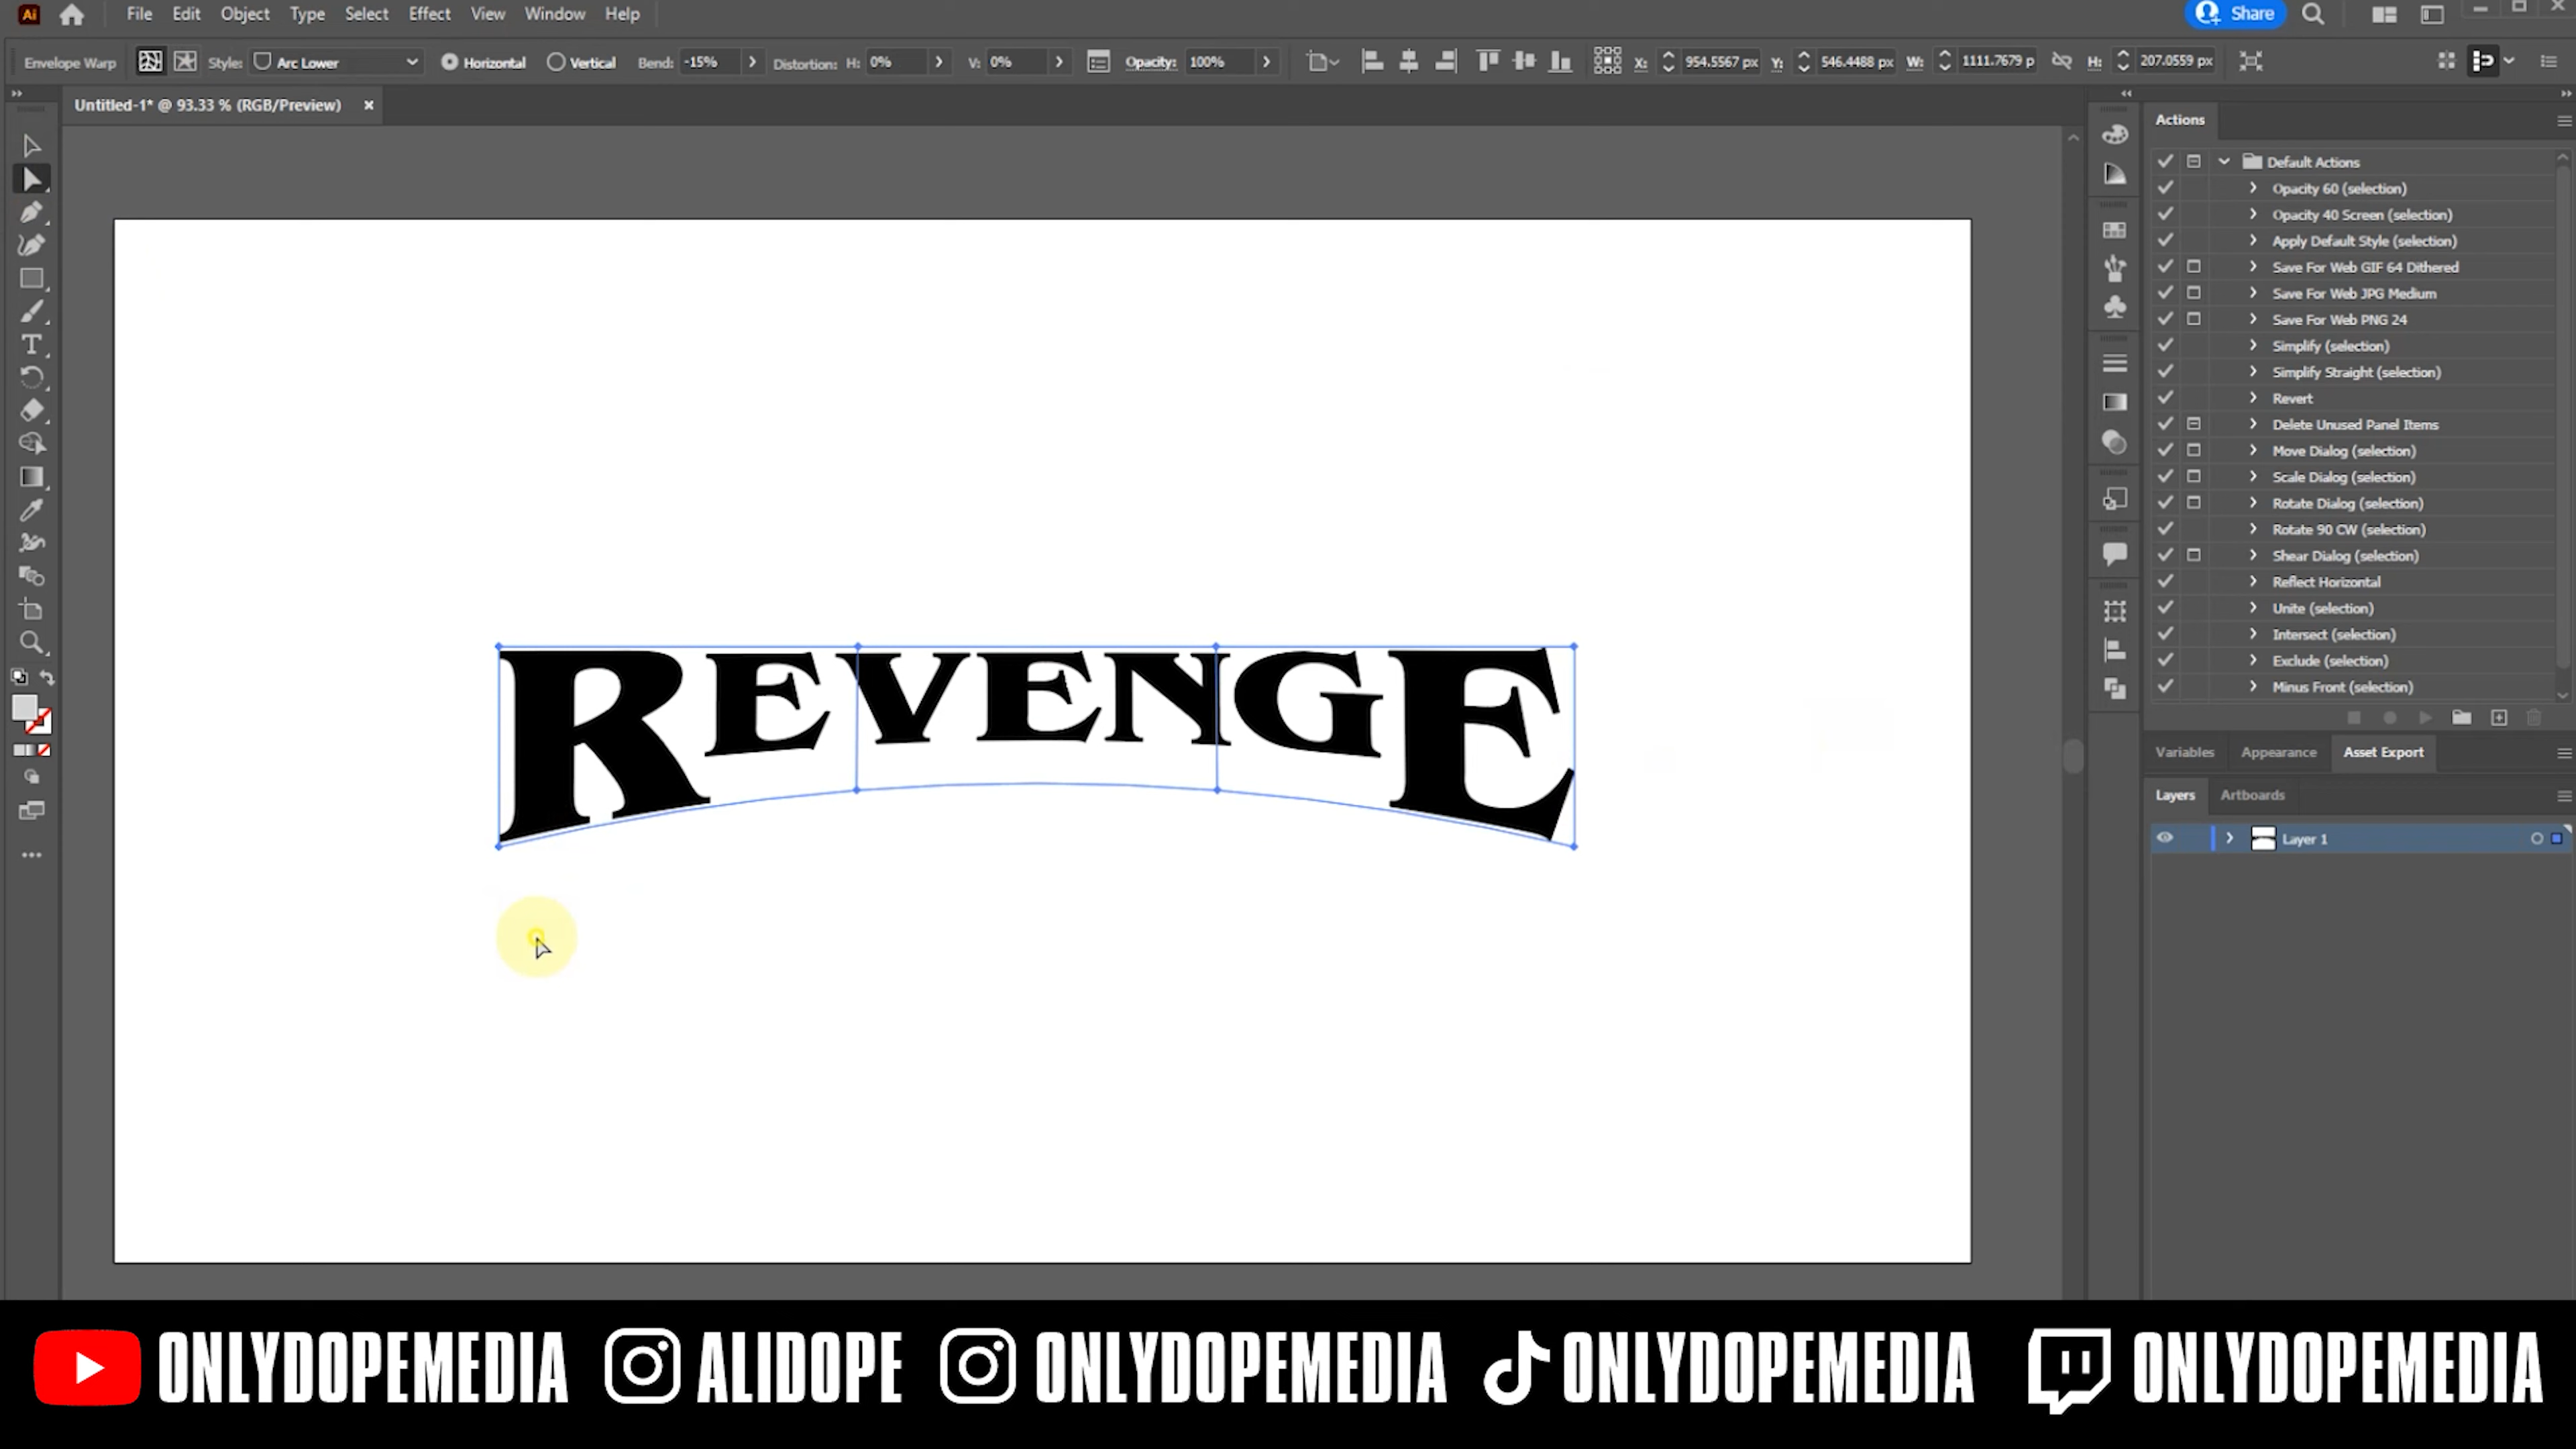 Ai File Edit Object Type Select Effect View Window Help Share
Envelope Warp Style: Arc Lower Horizontal Vertical Bend: -15% Distortion: H: 0% V: 0% Opacity: 100% X: 954.5567 px Y: 546.4488 px W: 1111.7679 p H: 207.0559 px
Untitled-1* @ 93.33 % (RGB/Preview) ×
Actions
Default Actions
Opacity 60 (selection)
Opacity 40 Screen (selection)
Apply Default Style (selection)
Save For Web GIF 64 Dithered
Save For Web JPG Medium
Save For Web PNG 24
Simplify (selection)
Simplify Straight (selection)
Revert
Delete Unused Panel Items
Move Dialog (selection)
Scale Dialog (selection)
Rotate Dialog (selection)
Rotate 90 CW (selection)
Shear Dialog (selection)
Reflect Horizontal
Unite (selection)
Intersect (selection)
Exclude (selection)
Minus Front (selection)
Variables Appearance Asset Export
Layers Artboards
Layer 1
REVENGE
ONLYDOPEMEDIA ALIDOPE ONLYDOPEMEDIA ONLYDOPEMEDIA ONLYDOPEMEDIA